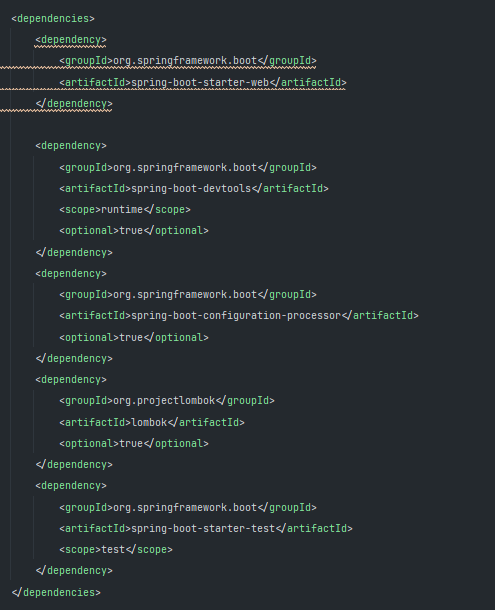 <dependencies>
    <dependency>
        <groupId>org.springframework.boot</groupId>
        <artifactId>spring-boot-starter-web</artifactId>
    </dependency>

    <dependency>
        <groupId>org.springframework.boot</groupId>
        <artifactId>spring-boot-devtools</artifactId>
        <scope>runtime</scope>
        <optional>true</optional>
    </dependency>
    <dependency>
        <groupId>org.springframework.boot</groupId>
        <artifactId>spring-boot-configuration-processor</artifactId>
        <optional>true</optional>
    </dependency>
    <dependency>
        <groupId>org.projectlombok</groupId>
        <artifactId>lombok</artifactId>
        <optional>true</optional>
    </dependency>
    <dependency>
        <groupId>org.springframework.boot</groupId>
        <artifactId>spring-boot-starter-test</artifactId>
        <scope>test</scope>
    </dependency>
</dependencies>